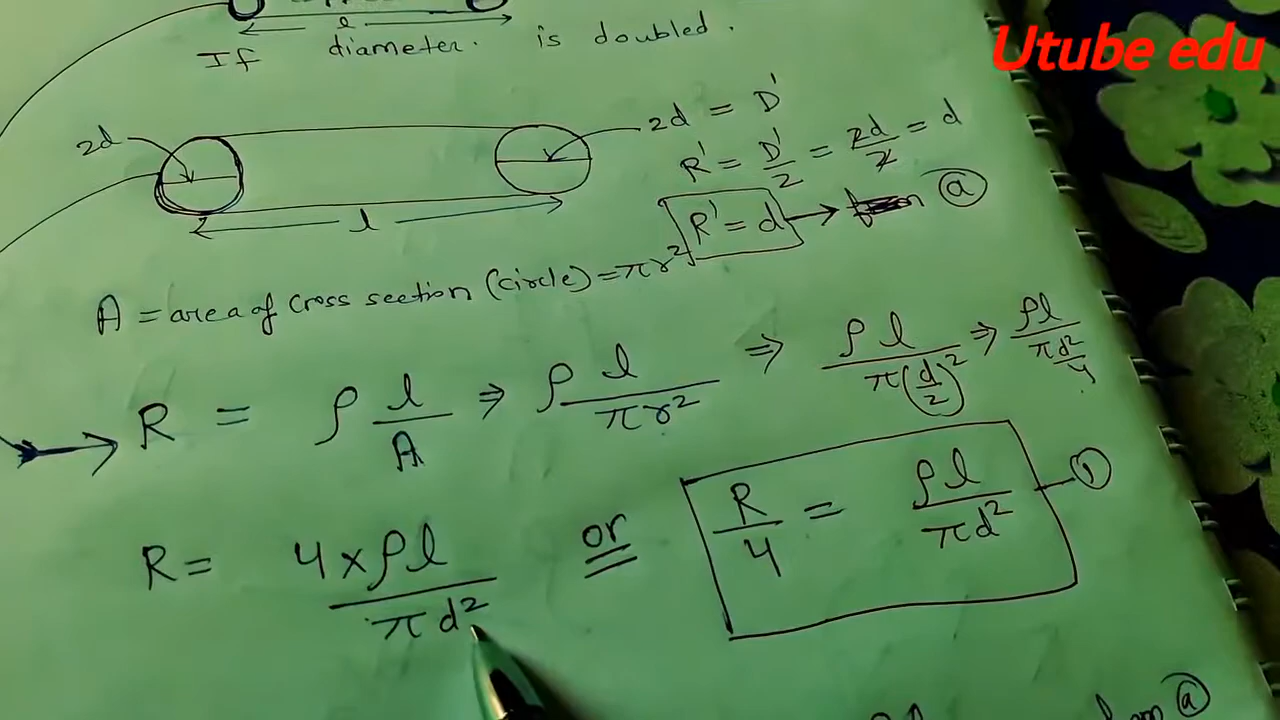 Utube edu
l
If diameter. is doubled.
2d
2d = D'
R' = D'/2 = 2d/2 = d
R' = d → ⓐ
l
A = area of cross section (circle) = πr²
R = ρ l/A ⇒ ρ l/πr² ⇒ ρl/π(d/2)² ⇒ ρl/πd²/4
R = 4×ρl/πd² or R/4 = ρl/πd² — ①
from ⓐ